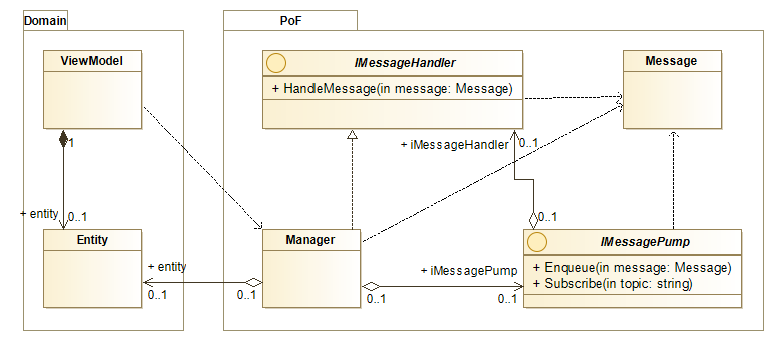 Domain
PoF
ViewModel
IMessageHandler
+ HandleMessage(in message: Message)
Message
1
+ iMessageHandler
0..1
+ entity
0..1
0..1
Entity
Manager
IMessagePump
+ Enqueue(in message: Message)
+ Subscribe(in topic: string)
+ entity
0..1
0..1
+ iMessagePump
0..1
0..1